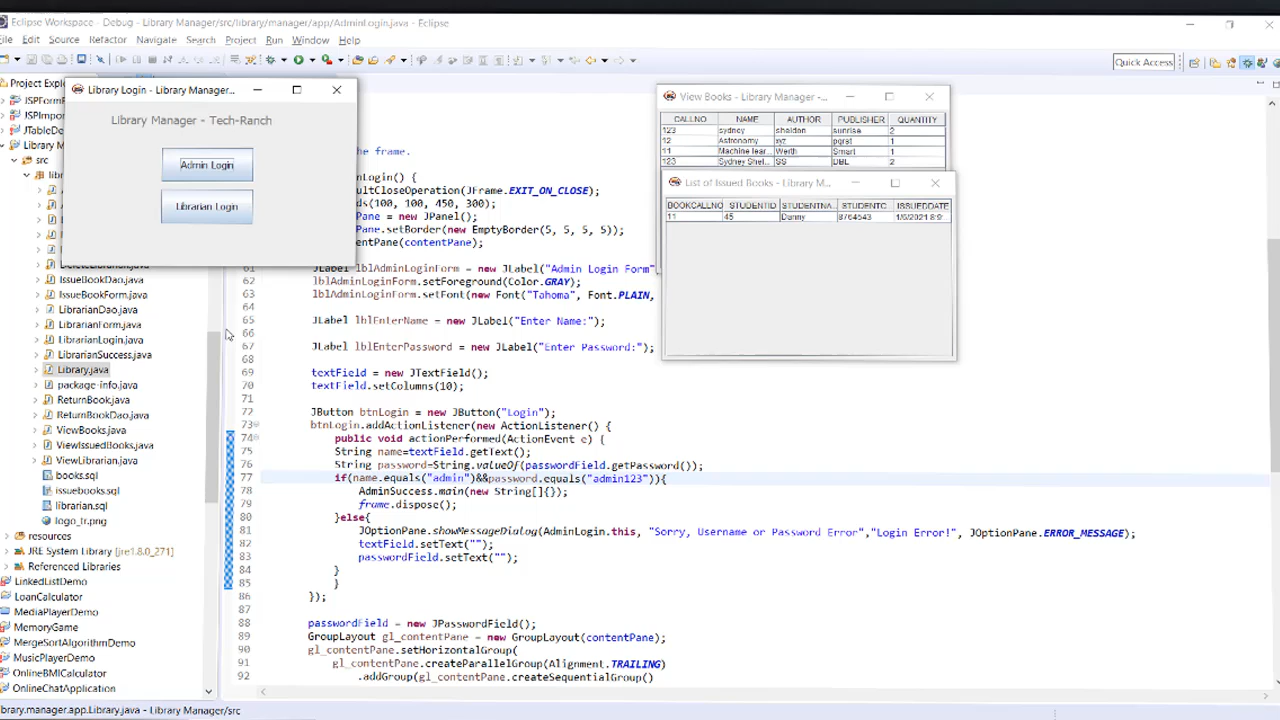 Eclipse Workspace - Debug - Library Manager/src/library/manager/app/AdminLogin.java - Eclipse
File Edit Source Refactor Navigate Search Project Run Window Help
Quick Access
Project
JSPForm
JSPImpo
JTableDe
Library M
src
lib
IssueBookDao.java
IssueBookForm.java
LibrarianDao.java
LibrarianForm.java
LibrarianLogin.java
LibrarianSuccess.java
Library.java
package-info.java
ReturnBook.java
ReturnBookDao.java
ViewBooks.java
ViewIssuedBooks.java
ViewLibrarian.java
books.sql
issuebooks.sql
librarian.sql
logo_tr.png
resources
JRE System Library [jre1.8.0_271]
Referenced Libraries
LinkedListDemo
LoanCalculator
MediaPlayerDemo
MemoryGame
MergeSortAlgorithmDemo
MusicPlayerDemo
OnlineBMICalculator
OnlineChatApplication
Library Login - Library Manager...
Library Manager - Tech-Ranch
Admin Login
Librarian Login
View Books - Library Manager -...
CALLNO NAME AUTHOR PUBLISHER QUANTITY
123 sydney sheldon sunrise 2
12 Astronomy xyz pqrst 1
11 Machine lear... Werth Smart 1
123 Sydney Shel... SS DBL 2
List of Issued Books - Library M...
BOOKCALLNO STUDENTID STUDENTNA... STUDENTC ISSUEDDATE
11 45 Danny 8764543 1/5/2021 8:9
the frame.
Login() {
ultCloseOperation(JFrame.EXIT_ON_CLOSE);
ds(100, 100, 450, 300);
Pane = new JPanel();
Pane.setBorder(new EmptyBorder(5, 5, 5, 5));
entPane(contentPane);
61 JLabel lblAdminLoginForm = new JLabel("Admin Login Form"
62 lblAdminLoginForm.setForeground(Color.GRAY);
63 lblAdminLoginForm.setFont(new Font("Tahoma", Font.PLAIN,
64
65 JLabel lblEnterName = new JLabel("Enter Name:");
66
67 JLabel lblEnterPassword = new JLabel("Enter Password:");
68
69 textField = new JTextField();
70 textField.setColumns(10);
71
72 JButton btnLogin = new JButton("Login");
73 btnLogin.addActionListener(new ActionListener() {
74 public void actionPerformed(ActionEvent e) {
75 String name=textField.getText();
76 String password=String.valueOf(passwordField.getPassword());
77 if(name.equals("admin")&&password.equals("admin123")){
78 AdminSuccess.main(new String[]{});
79 frame.dispose();
80 }else{
81 JOptionPane.showMessageDialog(AdminLogin.this, "Sorry, Username or Password Error","Login Error!", JOptionPane.ERROR_MESSAGE);
82 textField.setText("");
83 passwordField.setText("");
84 }
85 }
86 });
87
88 passwordField = new JPasswordField();
89 GroupLayout gl_contentPane = new GroupLayout(contentPane);
90 gl_contentPane.setHorizontalGroup(
91 gl_contentPane.createParallelGroup(Alignment.TRAILING)
92 .addGroup(gl_contentPane.createSequentialGroup()
library.manager.app.Library.java - Library Manager/src